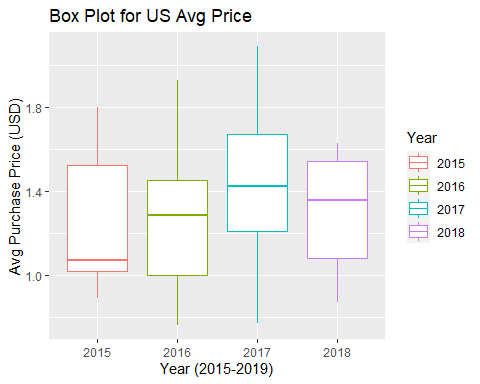 Box Plot for US Avg Price
Avg Purchase Price (USD)
1.8
1.4
1.0
2015
2016
2017
2018
Year (2015-2019)
Year
2015
2016
2017
2018